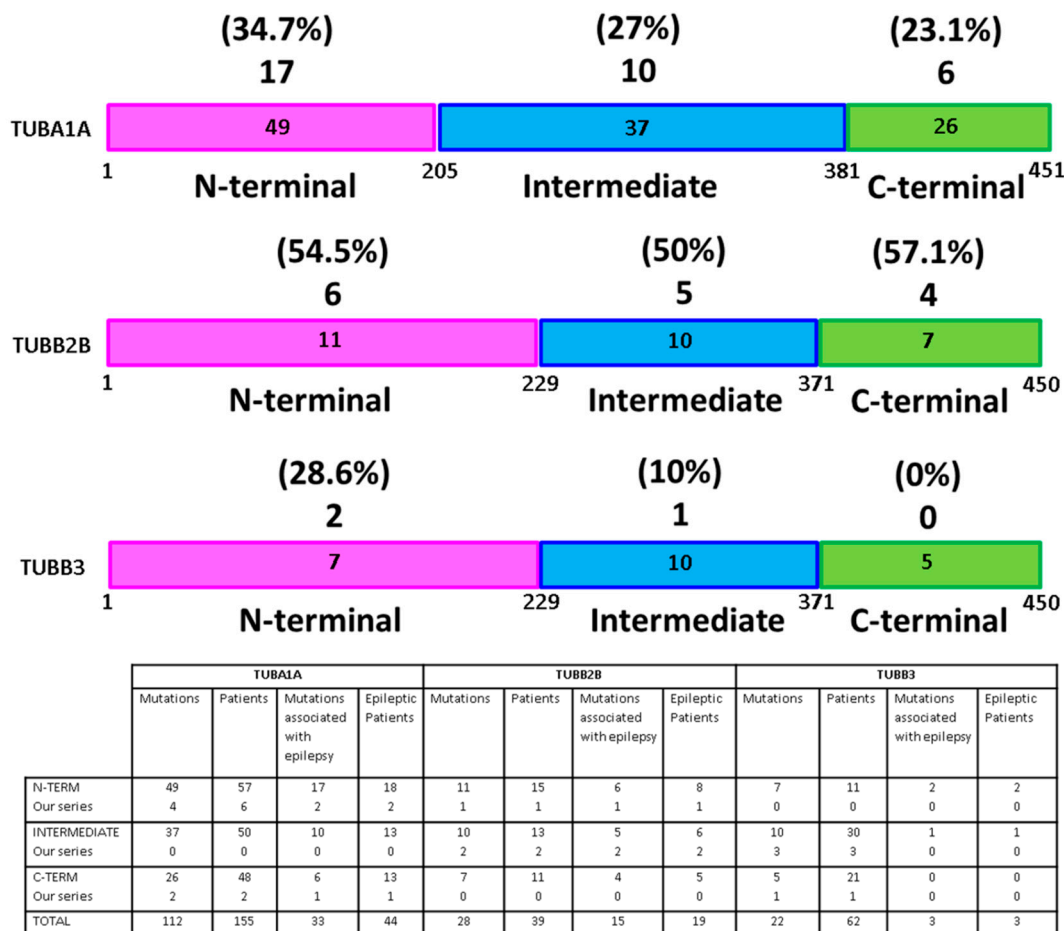 (34.7%) (27%) (23.1%)
17 10 6
TUBA1A 49 37 26
1 205 381 451
N-terminal Intermediate C-terminal
(54.5%) (50%) (57.1%)
6 5 4
TUBB2B 11 10 7
1 229 371 450
N-terminal Intermediate C-terminal
(28.6%) (10%) (0%)
2 1 0
TUBB3 7 10 5
1 229 371 450
N-terminal Intermediate C-terminal
TUBA1A TUBB2B TUBB3
Mutations Patients Mutations Epileptic Mutations Patients Mutations Epileptic Mutations Patients Mutations Epileptic
associated Patients associated Patients associated Patients
with with epilepsy with epilepsy
epilepsy
N-TERM 49 57 17 18 11 15 6 8 7 11 2 2
Our series 4 6 2 2 1 1 1 1 0 0 0 0
INTERMEDIATE 37 50 10 13 10 13 5 6 10 30 1 1
Our series 0 0 0 0 2 2 2 2 3 3 0 0
C-TERM 26 48 6 13 7 11 4 5 5 21 0 0
Our series 2 2 1 1 0 0 0 0 1 1 0 0
TOTAL 112 155 33 44 28 39 15 19 22 62 3 3